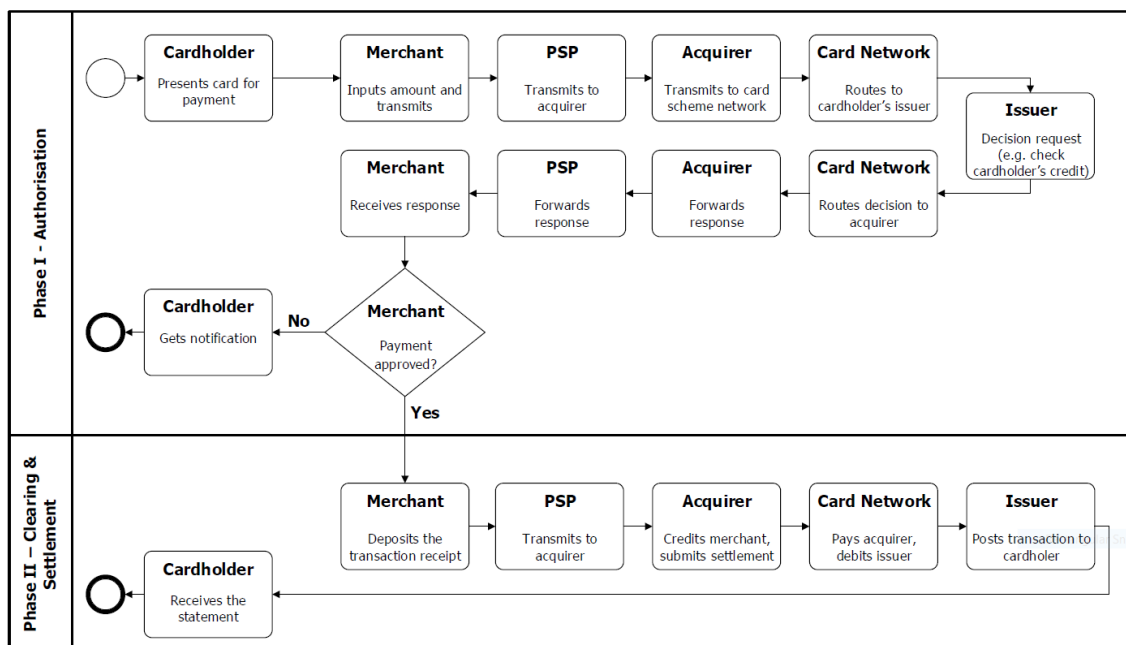 Phase I - Authorisation
Cardholder
Presents card for
payment
Merchant
Inputs amount and
transmits
PSP
Transmits to
acquirer
Acquirer
Transmits to card
scheme network
Card Network
Routes to
cardholder's issuer
Issuer
Decision request
(e.g. check
cardholder's credit)
Merchant
Receives response
PSP
Forwards
response
Acquirer
Forwards
response
Card Network
Routes decision to
acquirer
Cardholder
Gets notification
No
Merchant
Payment
approved?
Yes
Phase II – Clearing &
Settlement
Merchant
Deposits the
transaction receipt
PSP
Transmits to
acquirer
Acquirer
Credits merchant,
submits settlement
Card Network
Pays acquirer,
debits issuer
Issuer
Posts transaction to
cardholer
Cardholder
Receives the
statement